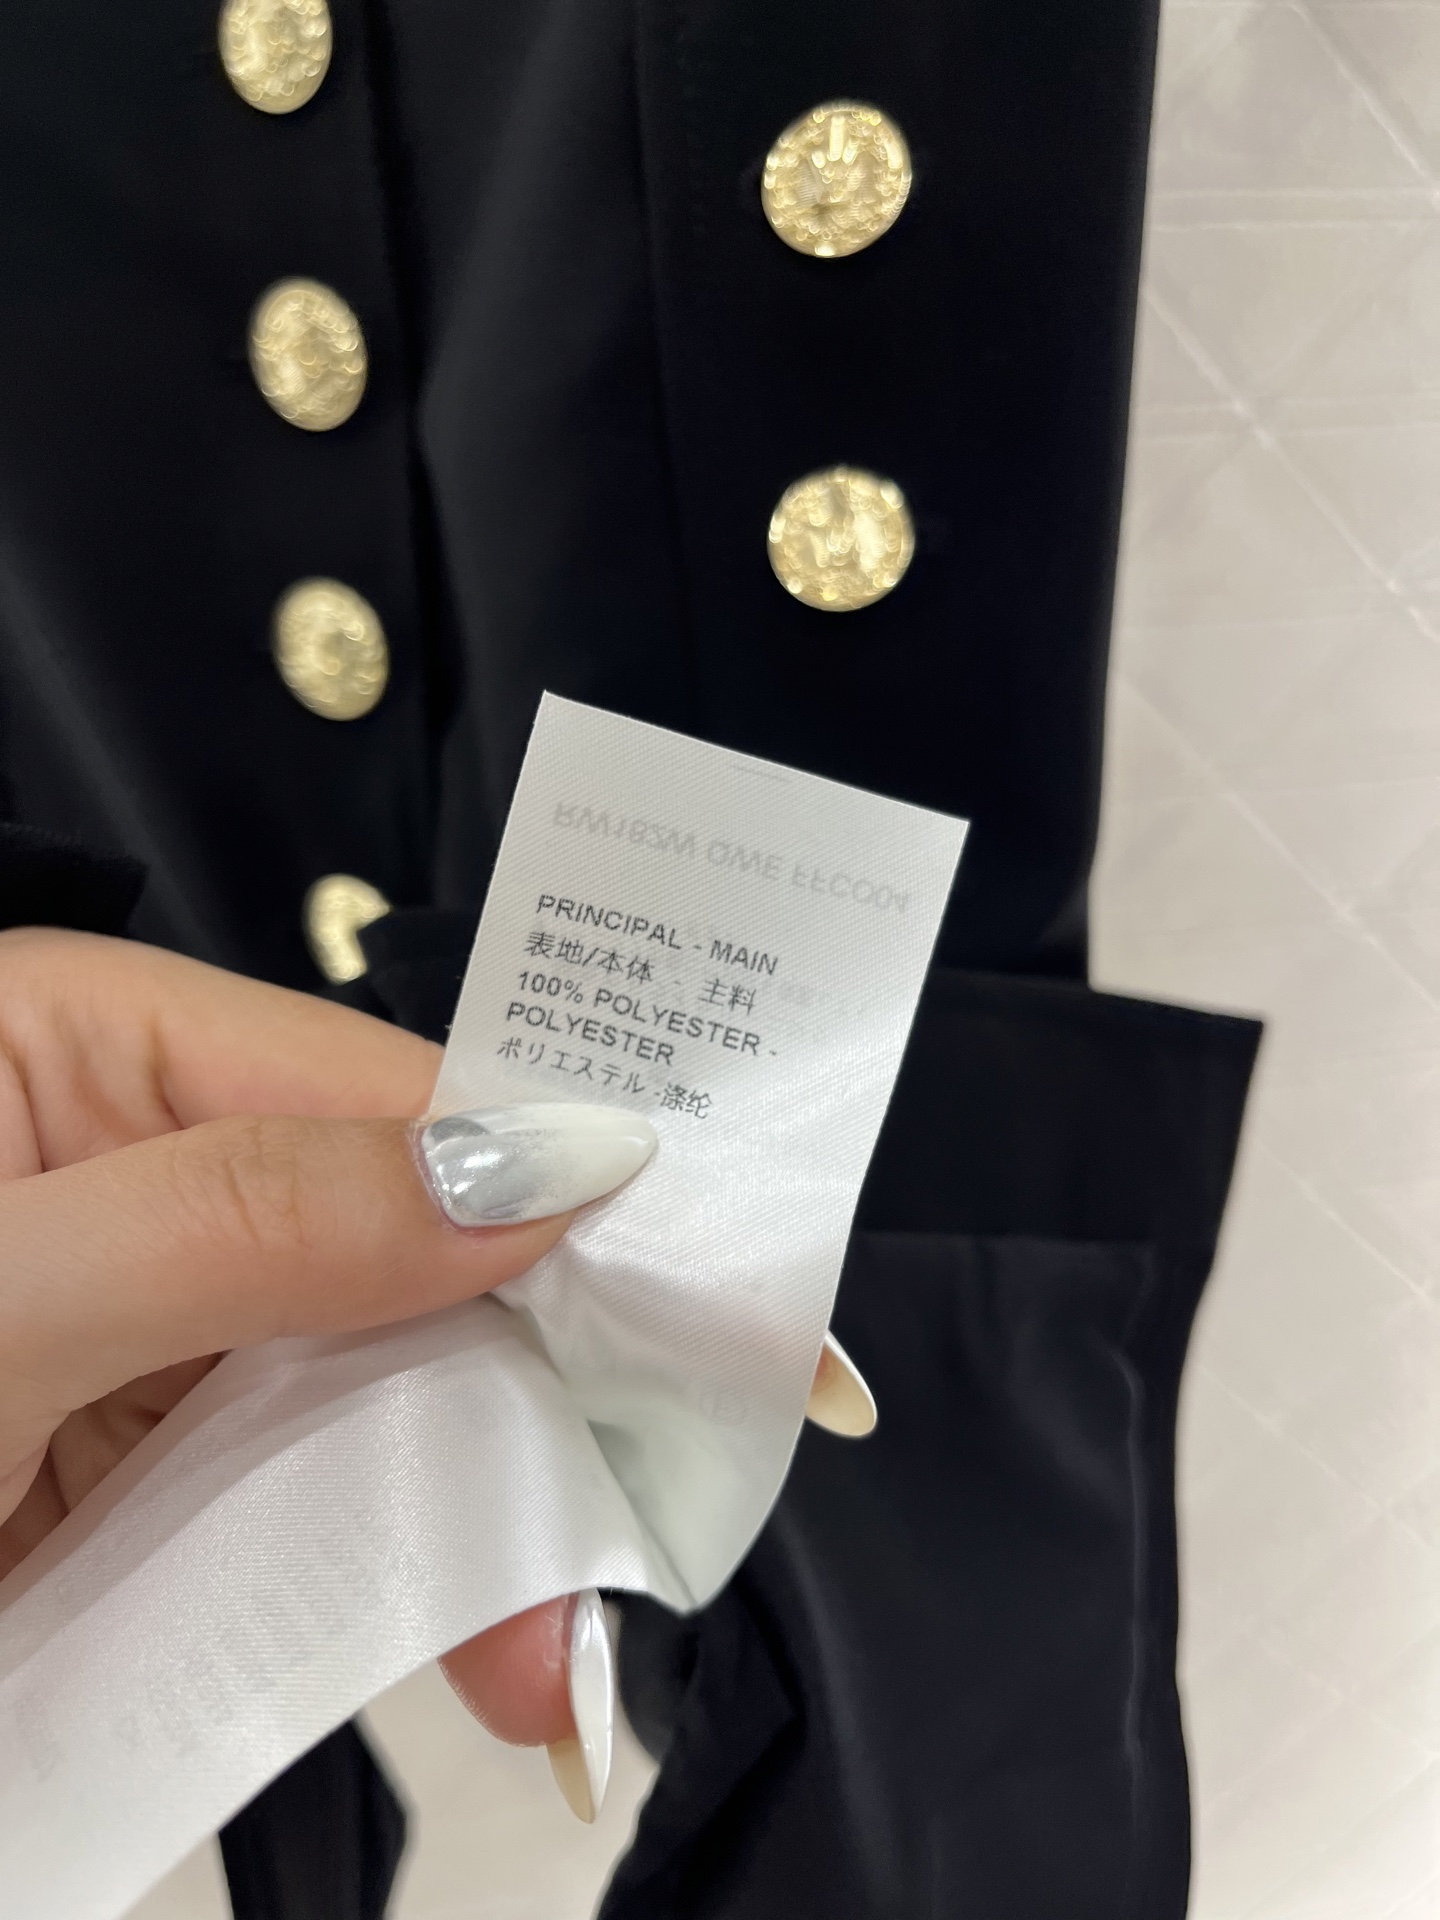 PRINCIPAL - MAIN
表地/本体 - 主料
100% POLYESTER -
POLYESTER
ポリエステル -涤纶